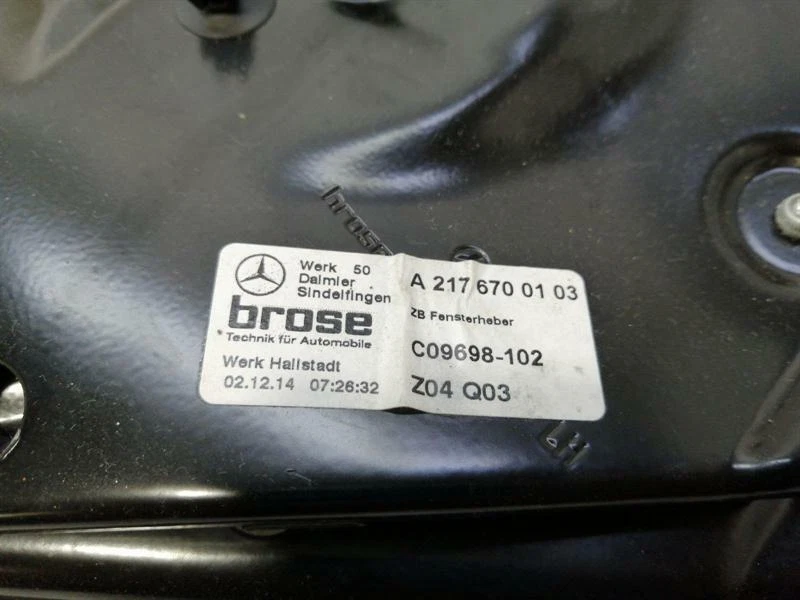 brose
Werk 50
Daimler
Sindelfingen
brose
Technik für Automobile
Werk Hallstadt
02.12.14 07:26:32
A 217 670 01 03
ZB Fensterheber
C09698-102
Z04 Q03
LH